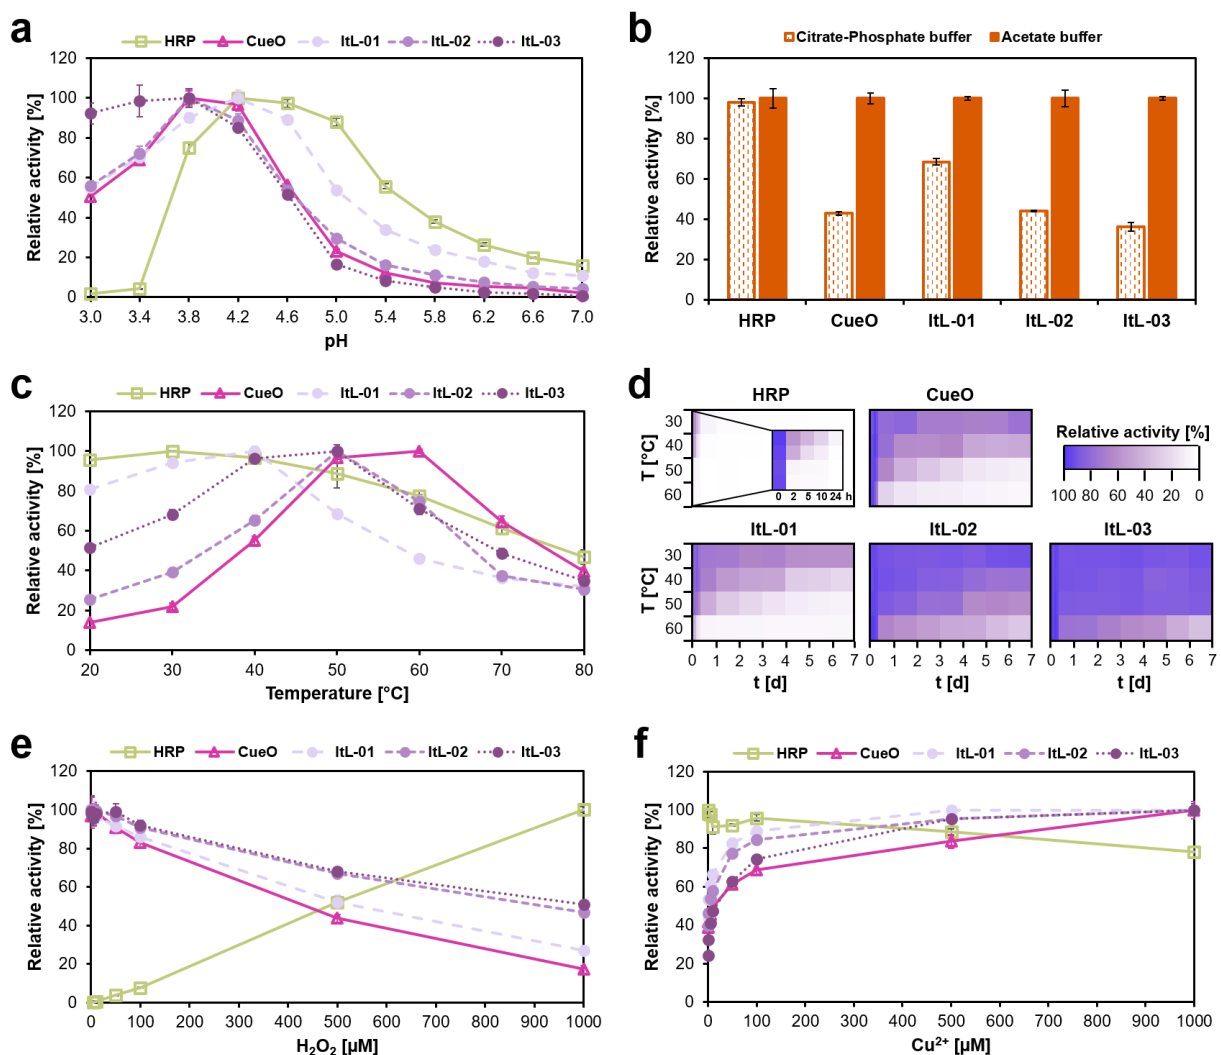 a
HRP CueO ItL-01 ItL-02 ItL-03
Relative activity [%]
120
100
80
60
40
20
0
3.0 3.4 3.8 4.2 4.6 5.0 5.4 5.8 6.2 6.6 7.0
pH
b
Citrate-Phosphate buffer Acetate buffer
Relative activity [%]
120
100
80
60
40
20
0
HRP CueO ItL-01 ItL-02 ItL-03
c
HRP CueO ItL-01 ItL-02 ItL-03
Relative activity [%]
120
100
80
60
40
20
0
20 30 40 50 60 70 80
Temperature [°C]
d
HRP CueO
T [°C]
30
40
50
60
0 2 5 10 24 h
Relative activity [%]
100 80 60 40 20 0
ItL-01 ItL-02 ItL-03
T [°C]
30
40
50
60
0 1 2 3 4 5 6 7 0 1 2 3 4 5 6 7 0 1 2 3 4 5 6 7
t [d] t [d] t [d]
e
HRP CueO ItL-01 ItL-02 ItL-03
Relative activity [%]
120
100
80
60
40
20
0
0 100 200 300 400 500 600 700 800 900 1000
H₂O₂ [µM]
f
HRP CueO ItL-01 ItL-02 ItL-03
Relative activity [%]
120
100
80
60
40
20
0
0 100 200 300 400 500 600 700 800 900 1000
Cu²⁺ [µM]